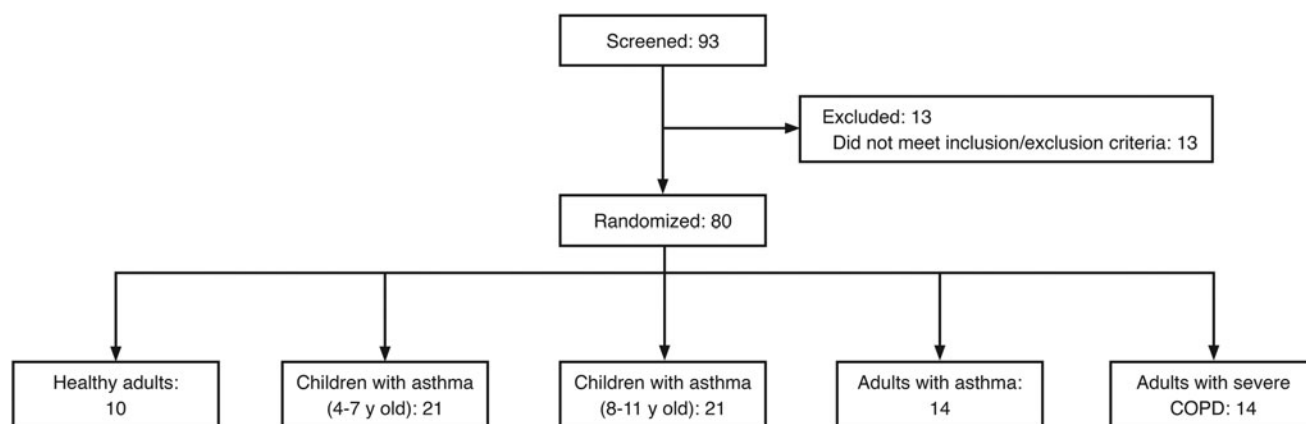 Screened: 93
Excluded: 13
Did not meet inclusion/exclusion criteria: 13
Randomized: 80
Healthy adults:
10
Children with asthma
(4-7 y old): 21
Children with asthma
(8-11 y old): 21
Adults with asthma:
14
Adults with severe
COPD: 14